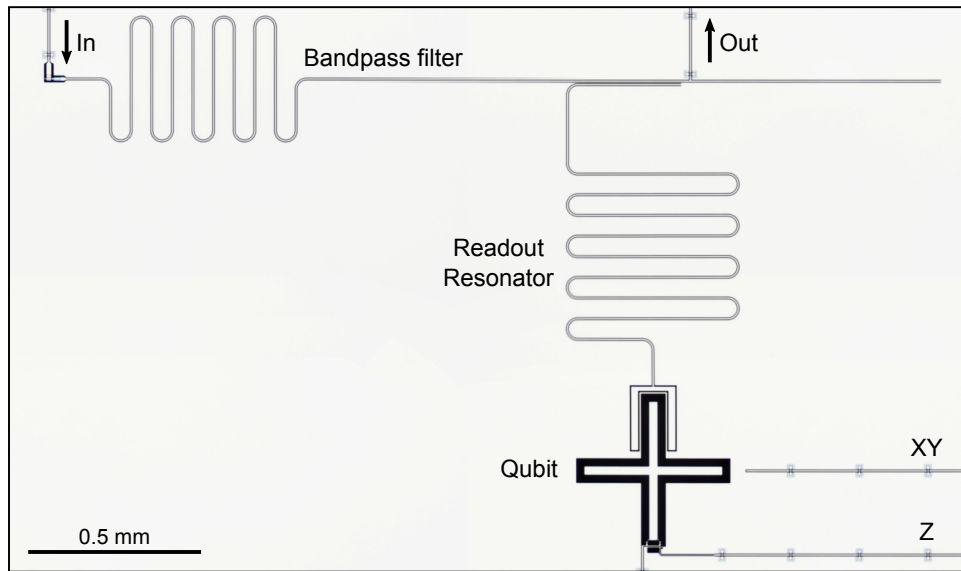 In
Out
Bandpass filter
Readout
Resonator
Qubit
XY
Z
0.5 mm